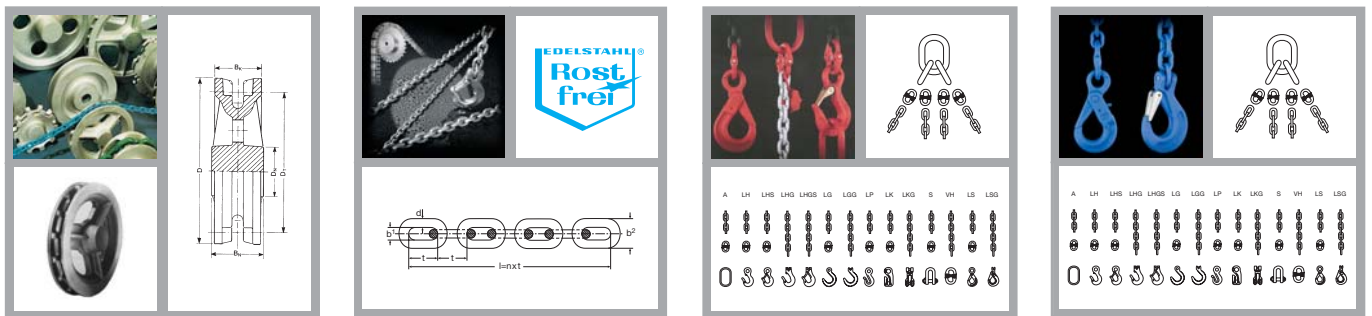 Bₖ
D
D₁
Dₙ
Bₙ
EDELSTAHL®
Rost
frei
d
b¹
b²
t
t
l=nxt
A LH LHS LHG LHGS LG LGG LP LK LKG S VH LS LSG
A LH LHS LHG LHGS LG LGG LP LK LKG S VH LS LSG